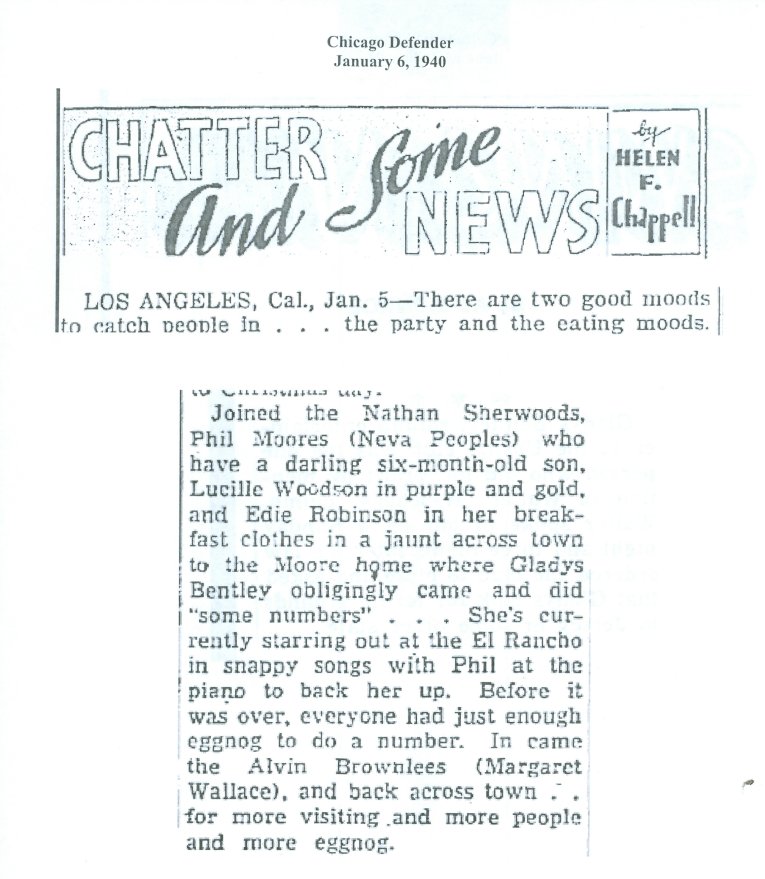 Chicago Defender
January 6, 1940
CHATTER
And Some
NEWS
by
HELEN
F.
Chappell
LOS ANGELES, Cal., Jan. 5—There are two good moods
to catch people in . . . the party and the eating moods.
to Christmas day.
Joined the Nathan Sherwoods,
Phil Moores (Neva Peoples) who
have a darling six-month-old son,
Lucille Woodson in purple and gold,
and Edie Robinson in her break-
fast clothes in a jaunt across town
to the Moore home where Gladys
Bentley obligingly came and did
"some numbers" . . . She's cur-
rently starring out at the El Rancho
in snappy songs with Phil at the
piano to back her up. Before it
was over, everyone had just enough
eggnog to do a number. In came
the Alvin Brownlees (Margaret
Wallace), and back across town . .
for more visiting and more people
and more eggnog.